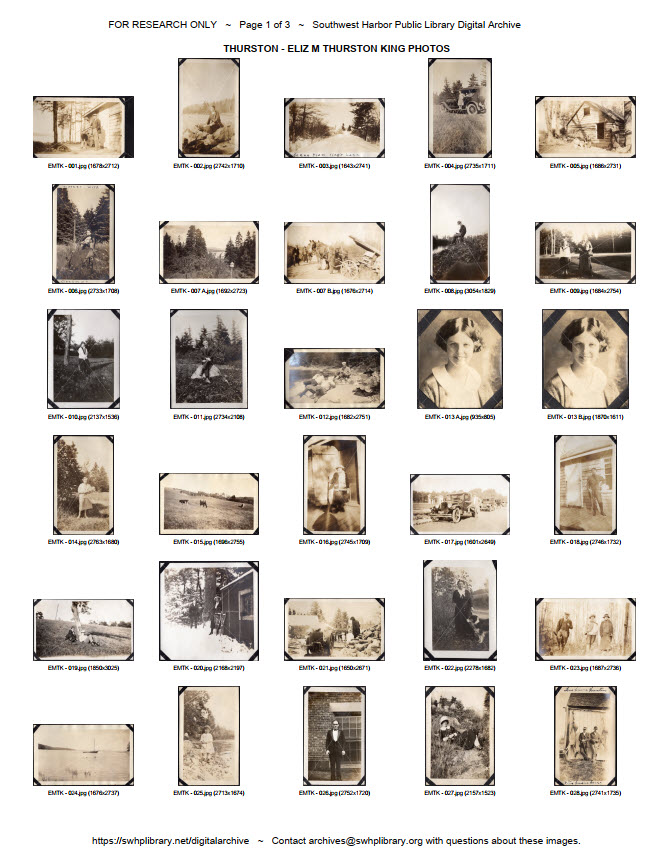 FOR RESEARCH ONLY ~ Page 1 of 3 ~ Southwest Harbor Public Library Digital Archive
THURSTON - ELIZ M THURSTON KING PHOTOS
EMTK - 001.jpg (1678x2712)
EMTK - 002.jpg (2742x1710)
EMTK - 003.jpg (1643x2741)
EMTK - 004.jpg (2735x1711)
EMTK - 005.jpg (1686x2731)
EMTK - 006.jpg (2733x1708)
EMTK - 007 A.jpg (1692x2723)
EMTK - 007 B.jpg (1676x2714)
EMTK - 008.jpg (3054x1829)
EMTK - 009.jpg (1684x2754)
EMTK - 010.jpg (2137x1536)
EMTK - 011.jpg (2734x2108)
EMTK - 012.jpg (1682x2751)
EMTK - 013 A.jpg (935x805)
EMTK - 013 B.jpg (1870x1611)
EMTK - 014.jpg (2763x1680)
EMTK - 015.jpg (1696x2755)
EMTK - 016.jpg (2745x1709)
EMTK - 017.jpg (1601x2649)
EMTK - 018.jpg (2746x1732)
EMTK - 019.jpg (1850x3025)
EMTK - 020.jpg (2168x2197)
EMTK - 021.jpg (1650x2671)
EMTK - 022.jpg (2278x1682)
EMTK - 023.jpg (1687x2736)
EMTK - 024.jpg (1676x2737)
EMTK - 025.jpg (2713x1674)
EMTK - 026.jpg (2752x1720)
EMTK - 027.jpg (2157x1523)
EMTK - 028.jpg (2741x1735)
https://swhplibrary.net/digitalarchive ~ Contact archives@swhplibrary.org with questions about these images.